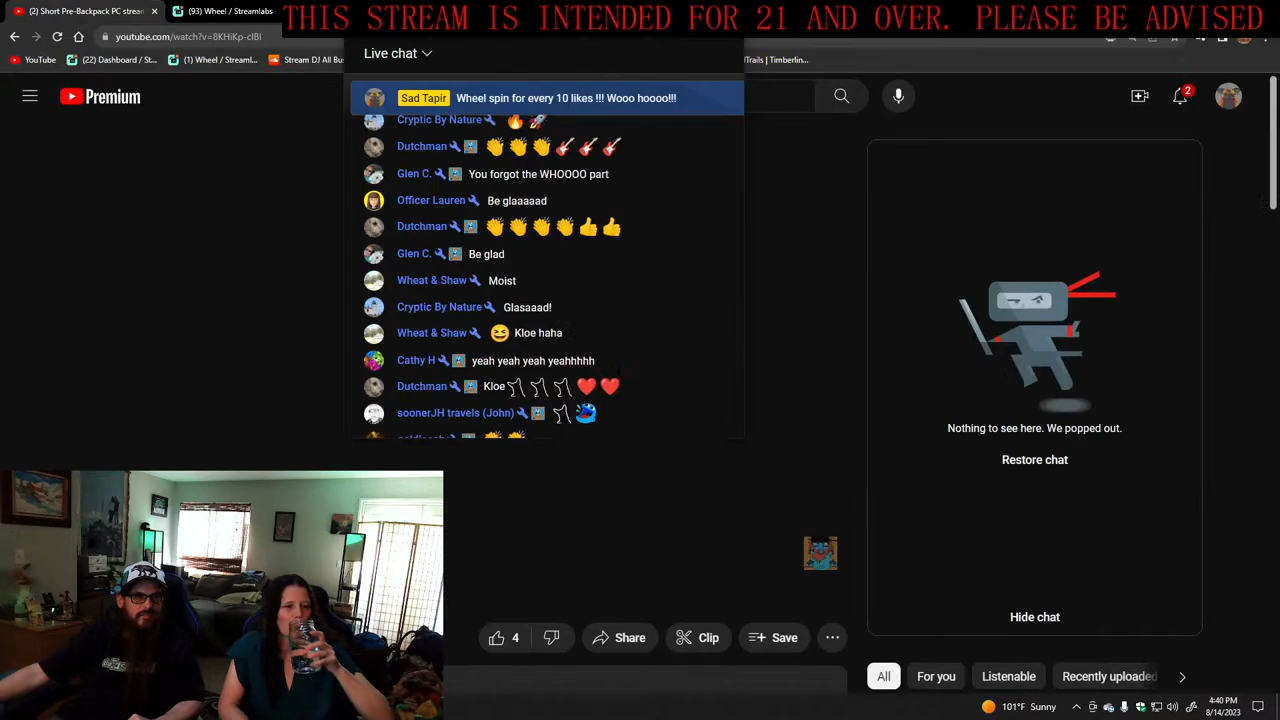 THIS STREAM IS INTENDED FOR 21 AND OVER. PLEASE BE ADVISED
(2) Short Pre-Backpack PC stream
(93) Wheel / Streamlabs
youtube.com/watch?v=8KHiKp-cIBI
YouTube
(22) Dashboard / St...
(1) Wheel / Streaml...
Stream DJ All Bus
Trails | Timberlin...
Live chat
Premium
2
Sad Tapir Wheel spin for every 10 likes !!! Wooo hoooo!!!
Cryptic By Nature 🔥🚀
Dutchman 👏👏👏🎸🎸🎸
Glen C. You forgot the WHOOOO part
Officer Lauren Be glaaaaad
Dutchman 👏👏👏👏👍👍
Glen C. Be glad
Wheat & Shaw Moist
Cryptic By Nature Glasaaad!
Wheat & Shaw 😆 Kloe haha
Cathy H yeah yeah yeah yeahhhhh
Dutchman Kloe ❤️❤️
soonerJH travels (John)
Nothing to see here. We popped out.
Restore chat
Hide chat
4
Share
Clip
Save
All
For you
Listenable
Recently uploaded
101°F Sunny
4:40 PM
8/14/2023